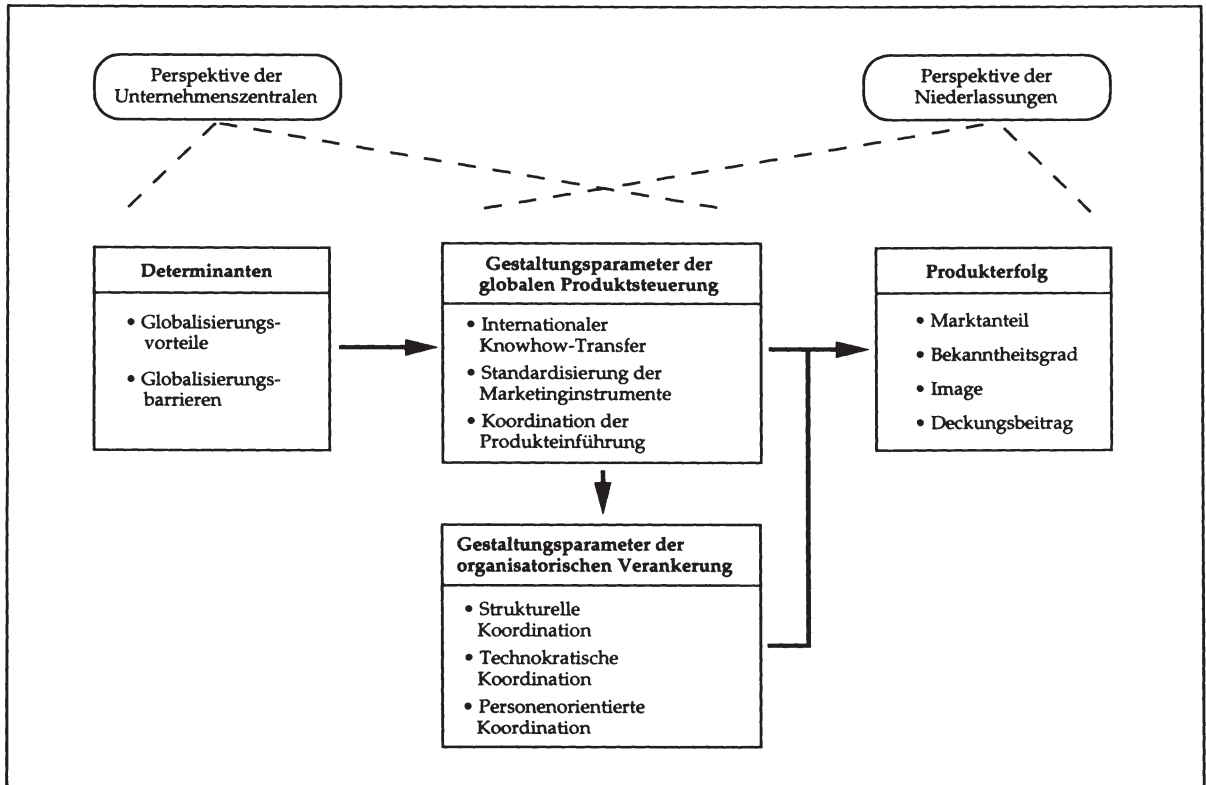 Perspektive der
Unternehmenszentralen
Perspektive der
Niederlassungen
Determinanten
• Globalisierungs-
vorteile
• Globalisierungs-
barrieren
Gestaltungsparameter der
globalen Produktsteuerung
• Internationaler
Knowhow-Transfer
• Standardisierung der
Marketinginstrumente
• Koordination der
Produkteinführung
Produkterfolg
• Marktanteil
• Bekanntheitsgrad
• Image
• Deckungsbeitrag
Gestaltungsparameter der
organisatorischen Verankerung
• Strukturelle
Koordination
• Technokratische
Koordination
• Personenorientierte
Koordination